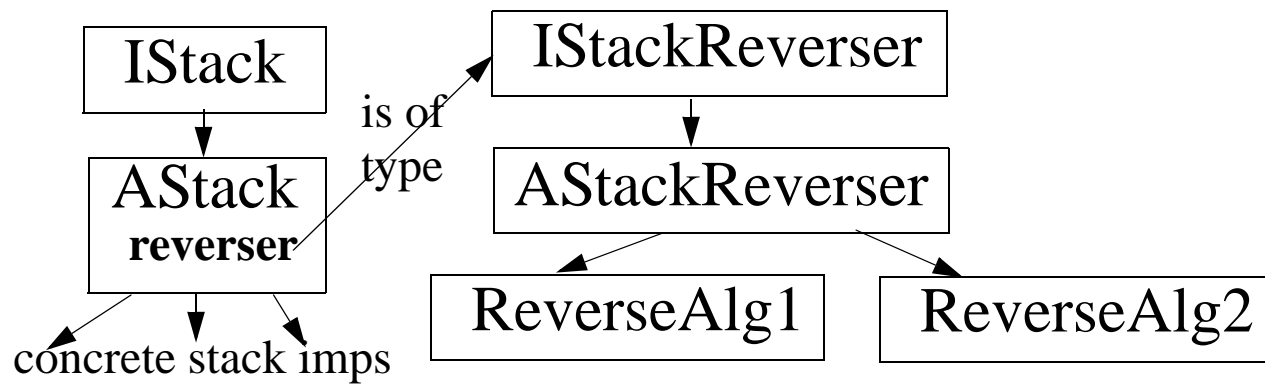 IStack
IStackReverser
is of
type
AStack
reverser
AStackReverser
ReverseAlg1
ReverseAlg2
concrete stack imps